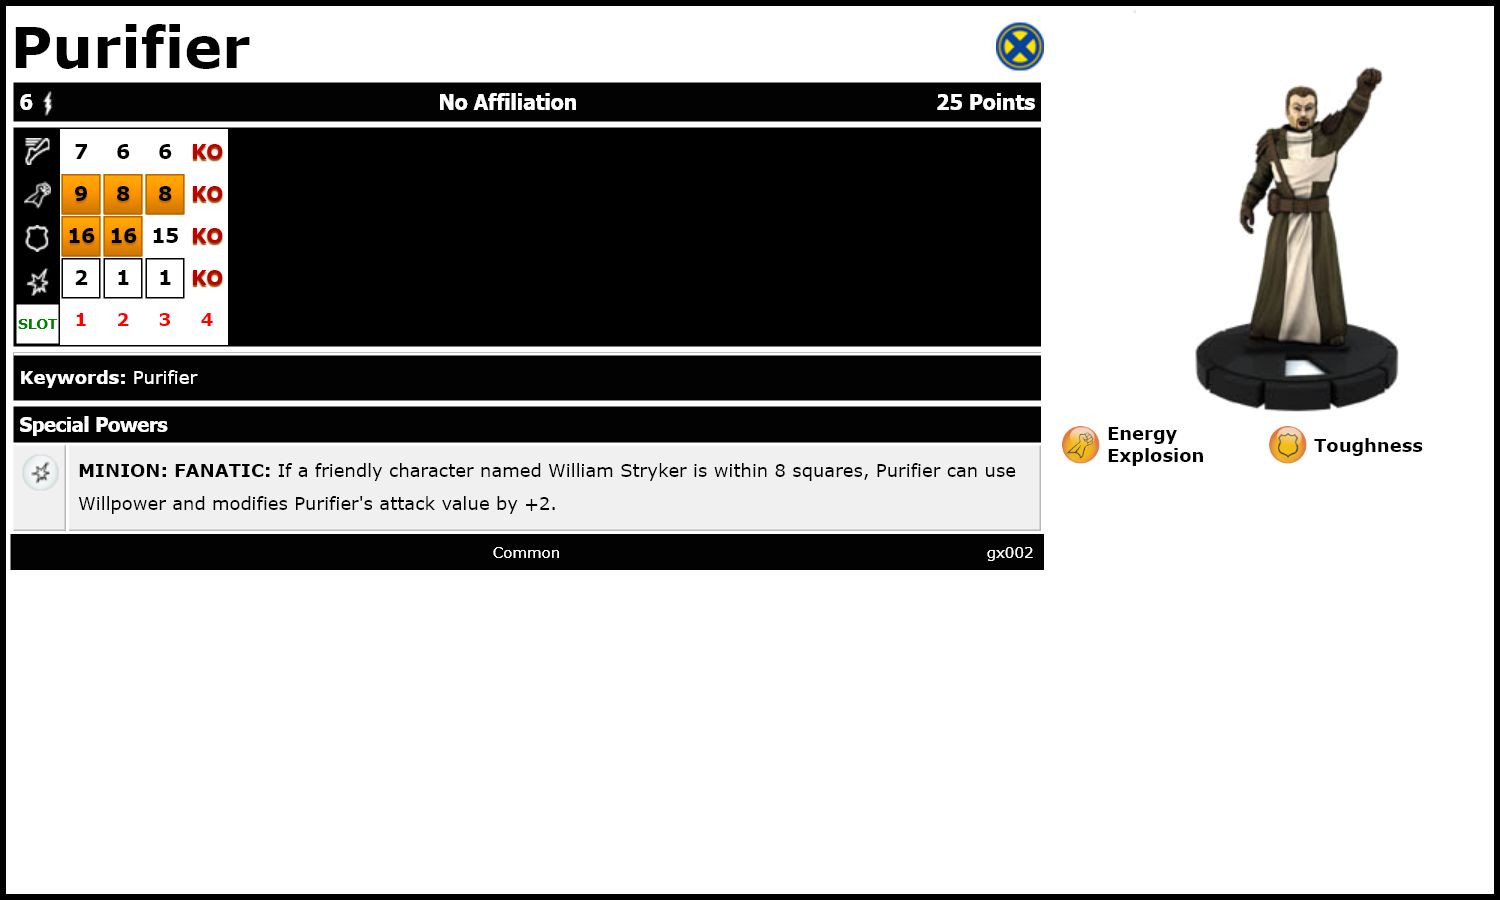 Purifier
6 No Affiliation 25 Points
7 6 6 KO
9 8 8 KO
16 16 15 KO
2 1 1 KO
SLOT 1 2 3 4
Keywords: Purifier
Special Powers
MINION: FANATIC: If a friendly character named William Stryker is within 8 squares, Purifier can use
Willpower and modifies Purifier's attack value by +2.
Common gx002
Energy
Explosion
Toughness